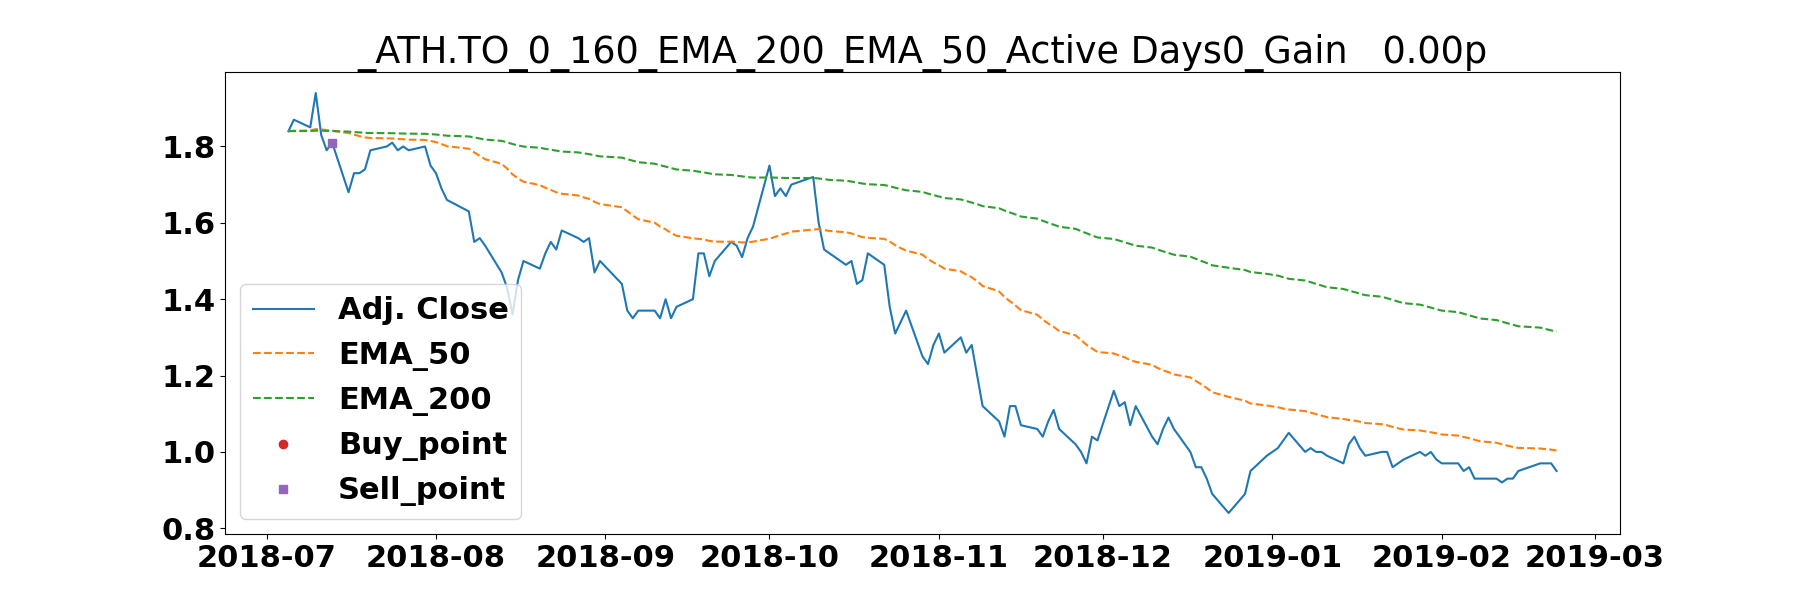 _ATH.TO_0_160_EMA_200_EMA_50_Active Days0_Gain   0.00p
1.8
1.6
1.4
1.2
1.0
0.8
Adj. Close
EMA_50
EMA_200
Buy_point
Sell_point
2018-07 2018-08 2018-09 2018-10 2018-11 2018-12 2019-01 2019-02 2019-03